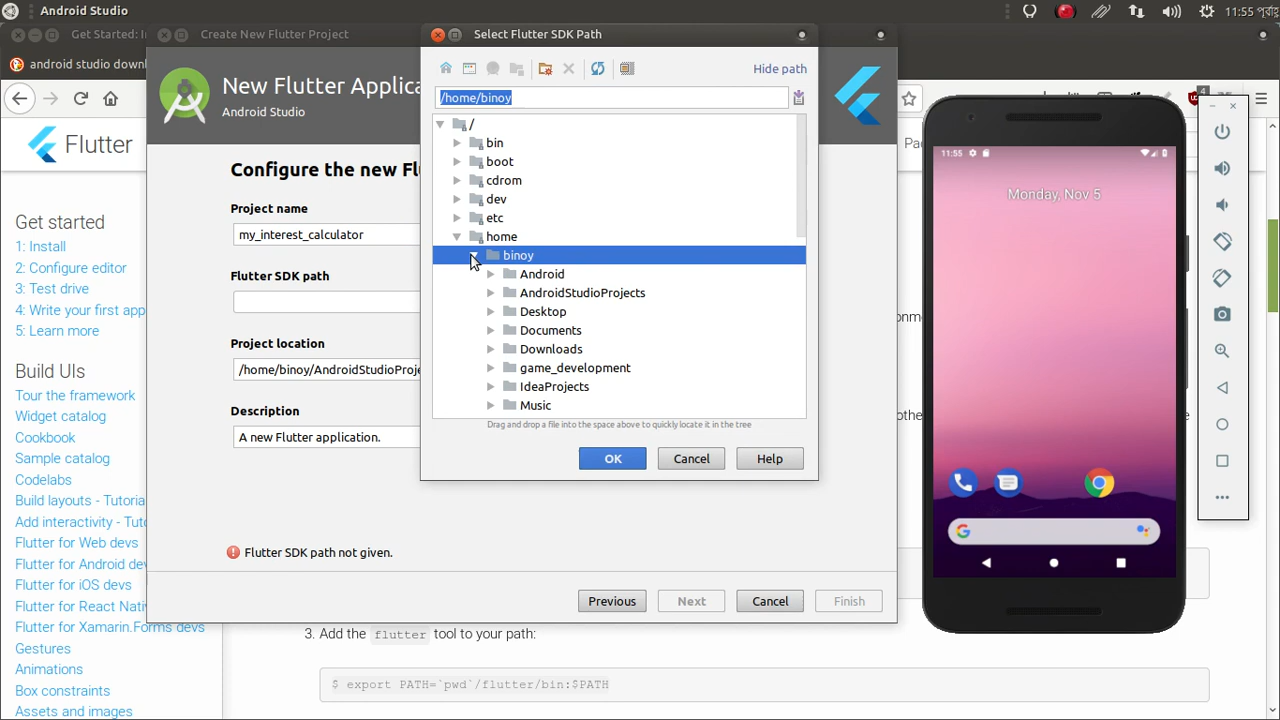 Android Studio
11:55
Get Started: In
Create New Flutter Project
Select Flutter SDK Path
android studio downl
4
New Flutter Applica
Android Studio
Hide path
/home/binoy
Flutter
Get started
1: Install
2: Configure editor
3: Test drive
4: Write your first app
5: Learn more
Build UIs
Tour the framework
Widget catalog
Cookbook
Sample catalog
Codelabs
Build layouts - Tutoria
Add interactivity - Tut
Flutter for Web devs
Flutter for Android dev
Flutter for iOS devs
Flutter for React Nativ
Flutter for Xamarin.Forms devs
Gestures
Animations
Box constraints
Assets and images
Configure the new Fl
Project name
my_interest_calculator
Flutter SDK path
Project location
/home/binoy/AndroidStudioProje
Description
A new Flutter application.
Flutter SDK path not given.
Previous
Next
Cancel
Finish
/
bin
boot
cdrom
dev
etc
home
binoy
Android
AndroidStudioProjects
Desktop
Documents
Downloads
game_development
IdeaProjects
Music
Drag and drop a file into the space above to quickly locate it in the tree
OK
Cancel
Help
3. Add the flutter tool to your path:
$ export PATH=`pwd`/flutter/bin:$PATH
11:55
Monday, Nov 5
G